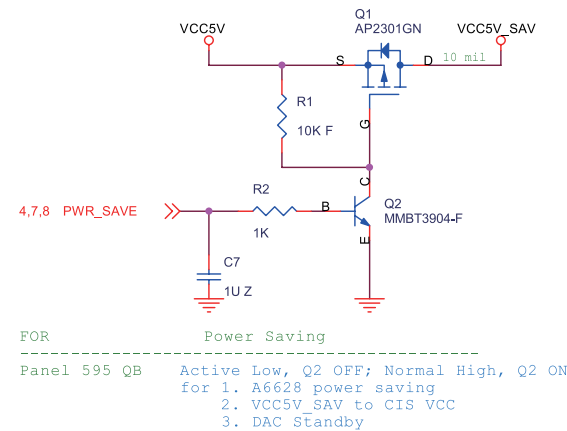 Q1
VCC5V AP2301GN VCC5V_SAV
S D 10 mil
R1
10K F
G
C
R2
4,7,8 PWR_SAVE B Q2
1K MMBT3904-F
E
C7
1U Z
FOR Power Saving
Panel 595 QB Active Low, Q2 OFF; Normal High, Q2 ON
for 1. A6628 power saving
2. VCC5V_SAV to CIS VCC
3. DAC Standby